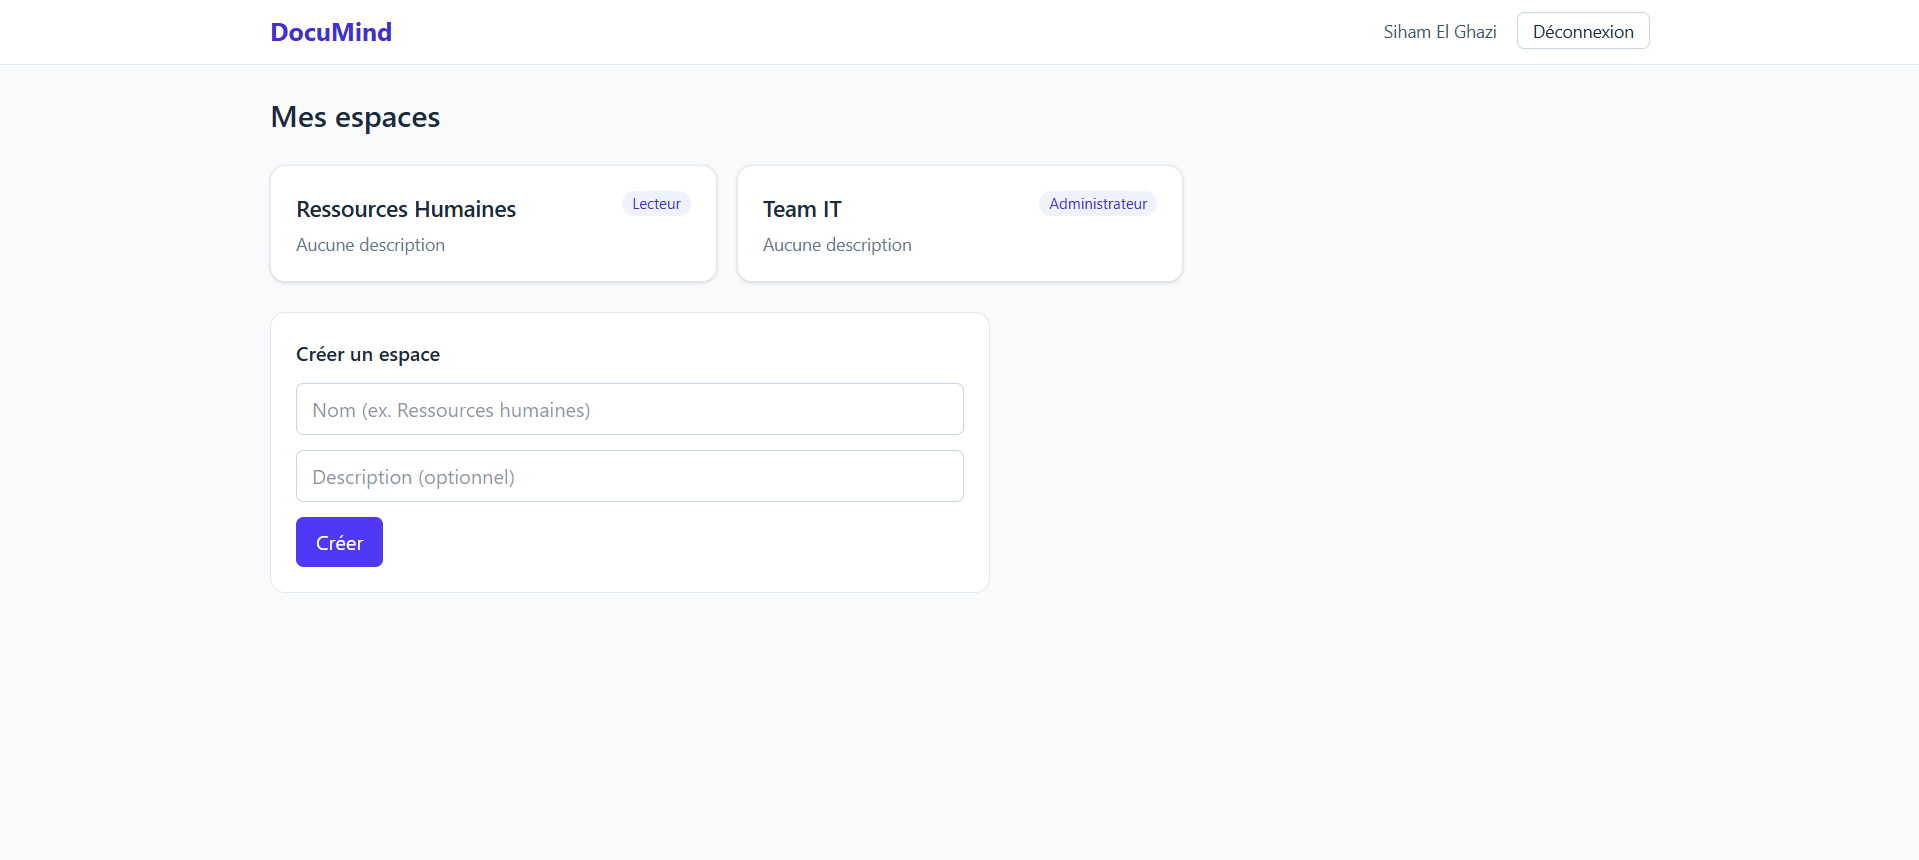 DocuMind
Siham El Ghazi
Déconnexion
Mes espaces
Ressources Humaines
Lecteur
Aucune description
Team IT
Administrateur
Aucune description
Créer un espace
Nom (ex. Ressources humaines)
Description (optionnel)
Créer